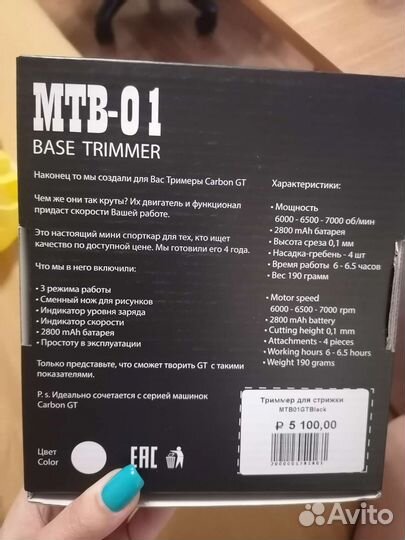 MTB-01
BASE TRIMMER
Наконец то мы создали для Вас Тримеры Carbon GT
Чем же они так круты? Их двигатель и функционал
придаст скорости Вашей работе.
Это настоящий мини спорткар для тех, кто ищет
качество по доступной цене. Мы готовили его 4 года.
Что мы в него включили:
• 3 режима работы
• Сменный нож для рисунков
• Индикатор уровня заряда
• Индикатор скорости
• 2800 mAh батарея
• Простоту в эксплуатации
Только представьте, что сможет творить GT с такими
показателями.
P. s. Идеально сочетается с серией машинок
Carbon GT
Цвет
Color
EAC
Характеристики:
• Мощность
6000 - 6500 - 7000 об/мин
• 2800 mAh батарея
• Высота среза 0,1 мм
• Насадка-гребень - 4 шт
• Время работы 6 - 6.5 часов
• Вес 190 грамм
• Motor speed
6000 - 6500 - 7000 rpm
• 2800 mAh battery
• Cutting height 0,1 mm
• Attachments - 4 pieces
• Working hours 6 - 6.5 hours
• Weight 190 grams
Триммер для стрижки
MTB01GTBlack
₽ 5 100,00
Avito